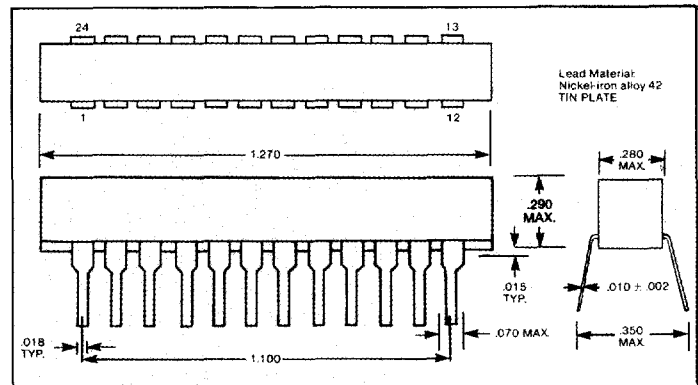 24 13
Lead Material:
Nickel-iron alloy 42
TIN PLATE
1 12
1.270
.280
MAX.
.290
MAX.
.015
TYP.
.010 ± .002
.018
TYP.
.070 MAX.
1.100
.350
MAX.